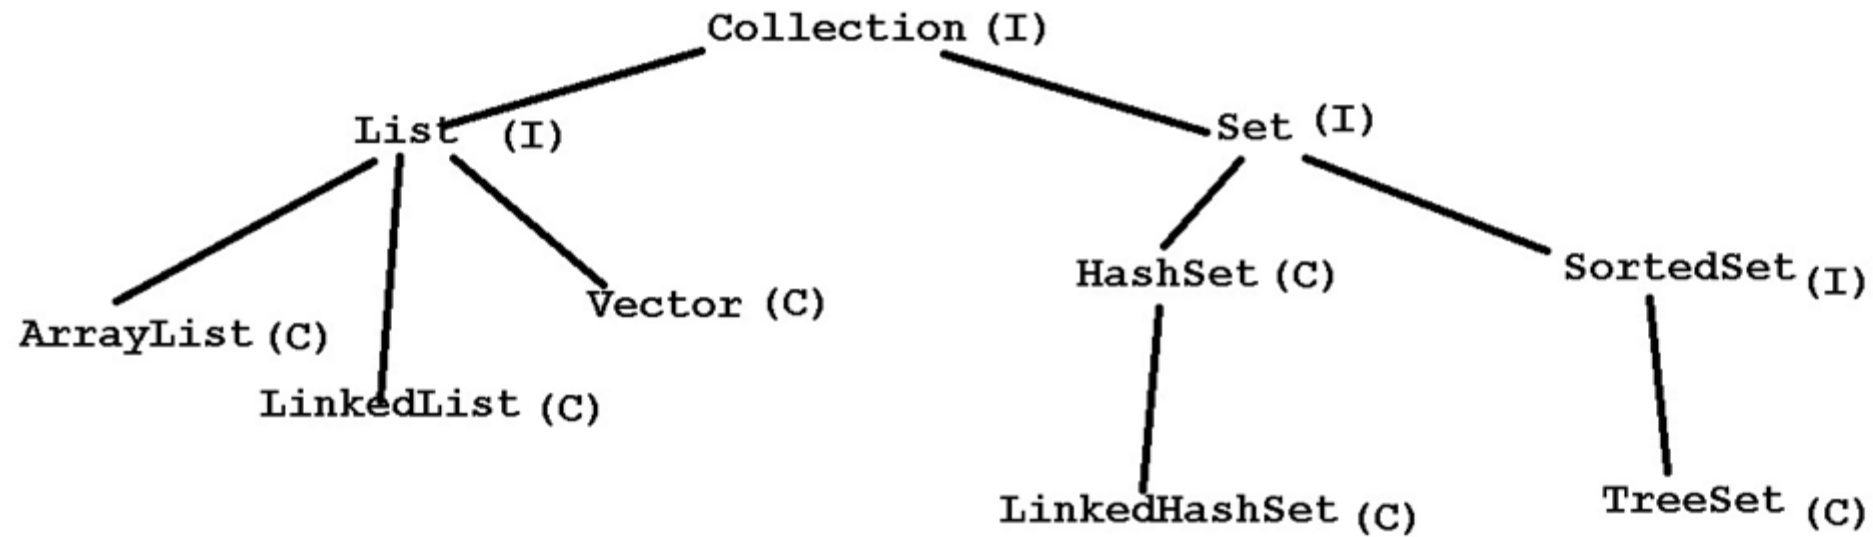 Collection (I)
List (I)
Set (I)
ArrayList (C)
LinkedList (C)
Vector (C)
HashSet (C)
SortedSet (I)
LinkedHashSet (C)
TreeSet (C)